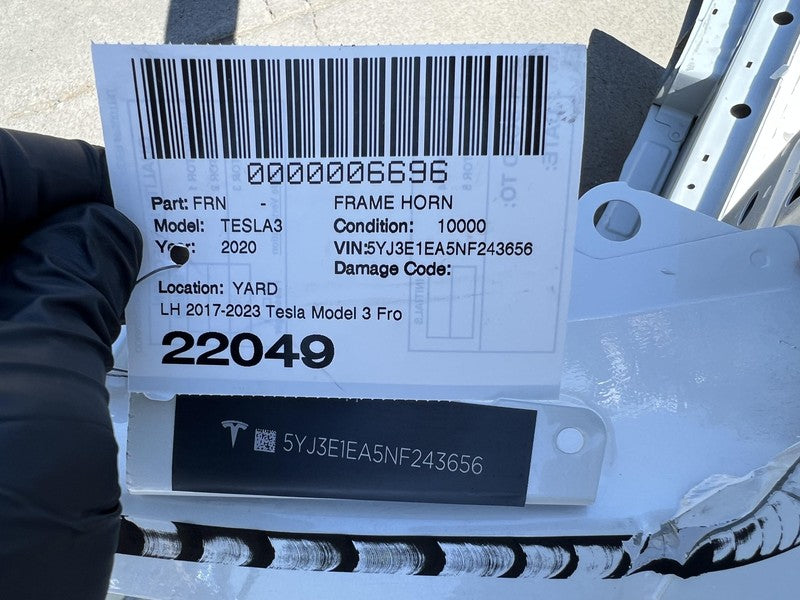 0000006696
Part: FRN - FRAME HORN
Model: TESLA3 Condition: 10000
Year: 2020 VIN:5YJ3E1EA5NF243656
Damage Code:
Location: YARD
LH 2017-2023 Tesla Model 3 Fro
22049
5YJ3E1EA5NF243656